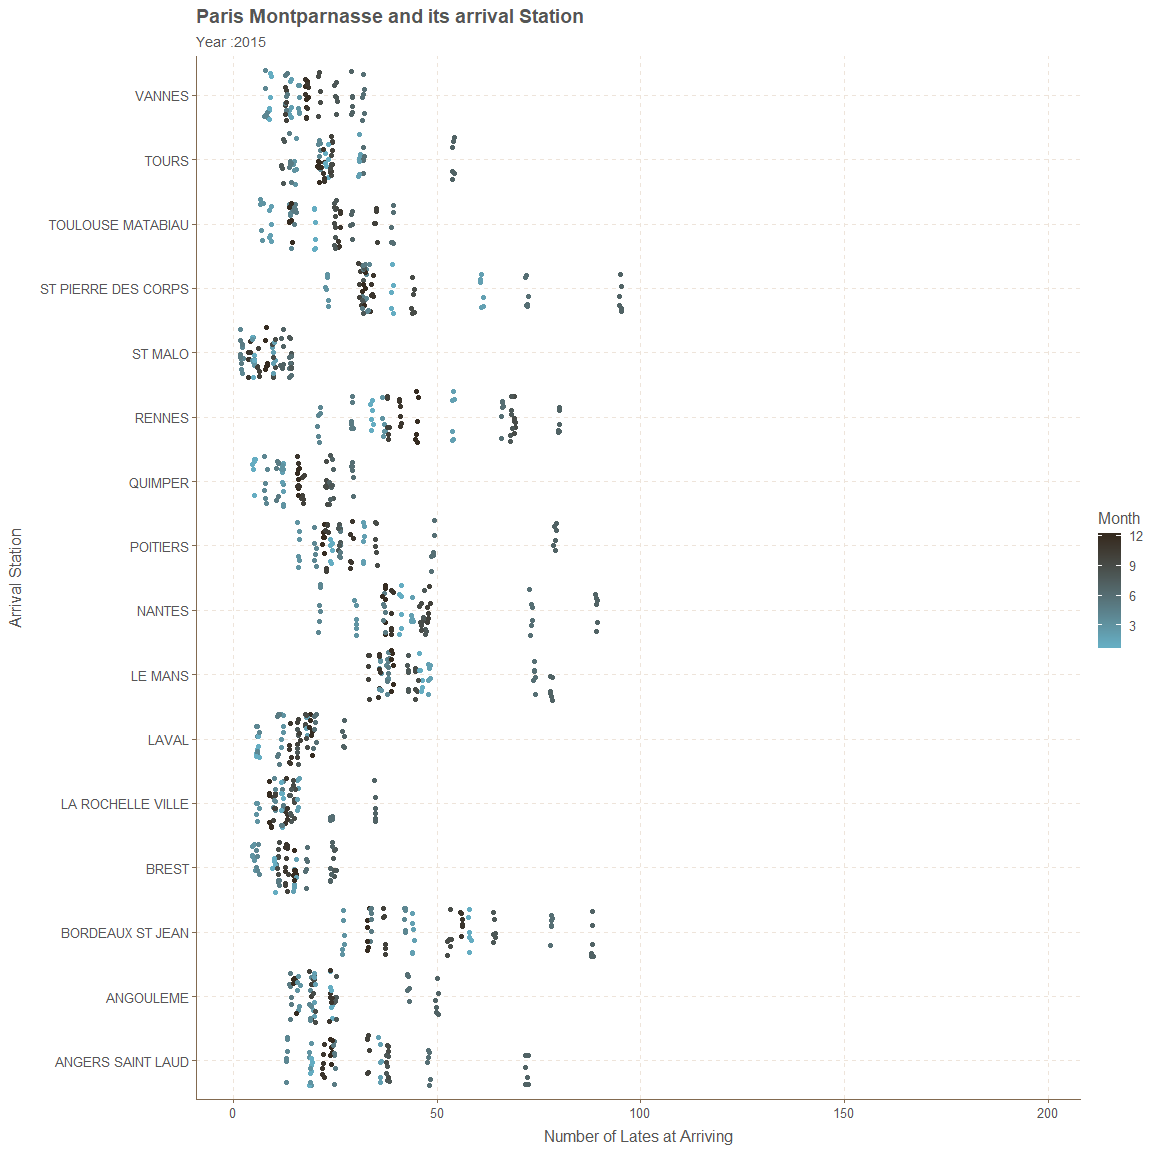 Paris Montparnasse and its arrival Station
Year :2015
VANNES
TOURS
TOULOUSE MATABIAU
ST PIERRE DES CORPS
ST MALO
RENNES
QUIMPER
POITIERS
NANTES
LE MANS
LAVAL
LA ROCHELLE VILLE
BREST
BORDEAUX ST JEAN
ANGOULEME
ANGERS SAINT LAUD
Arrival Station
0 50 100 150 200
Number of Lates at Arriving
Month
12
9
6
3